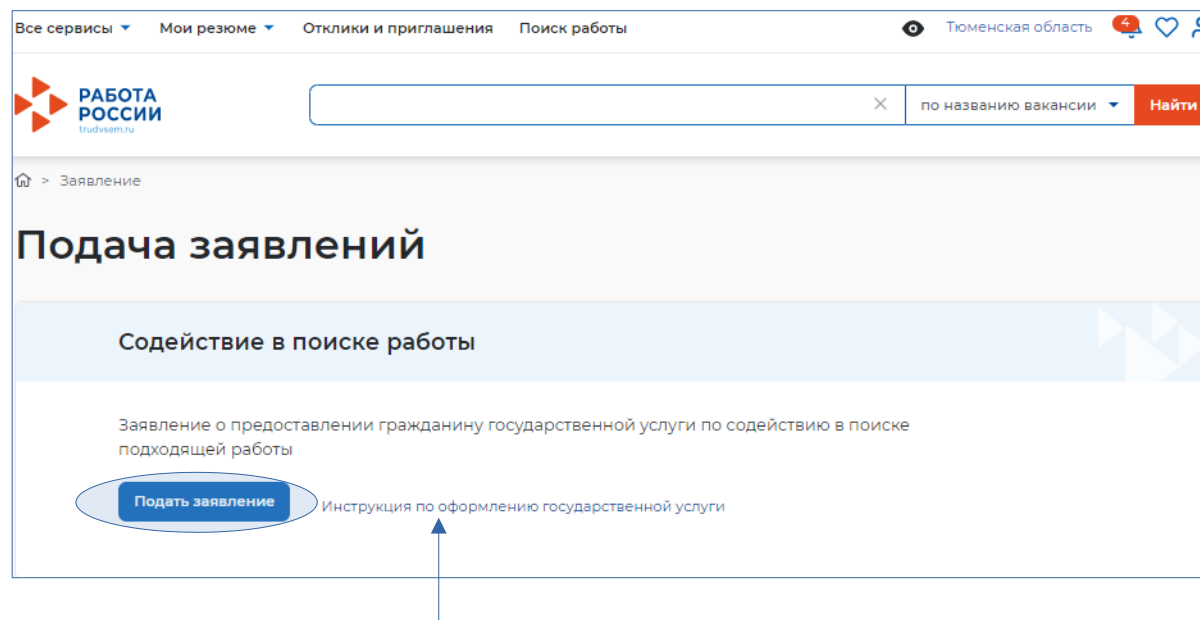 Все сервисы Мои резюме Отклики и приглашения Поиск работы Тюменская область 4
РАБОТА
РОССИИ
trudvsem.ru
по названию вакансии Найти
> Заявление
Подача заявлений
Содействие в поиске работы
Заявление о предоставлении гражданину государственной услуги по содействию в поиске
подходящей работы
Подать заявление Инструкция по оформлению государственной услуги